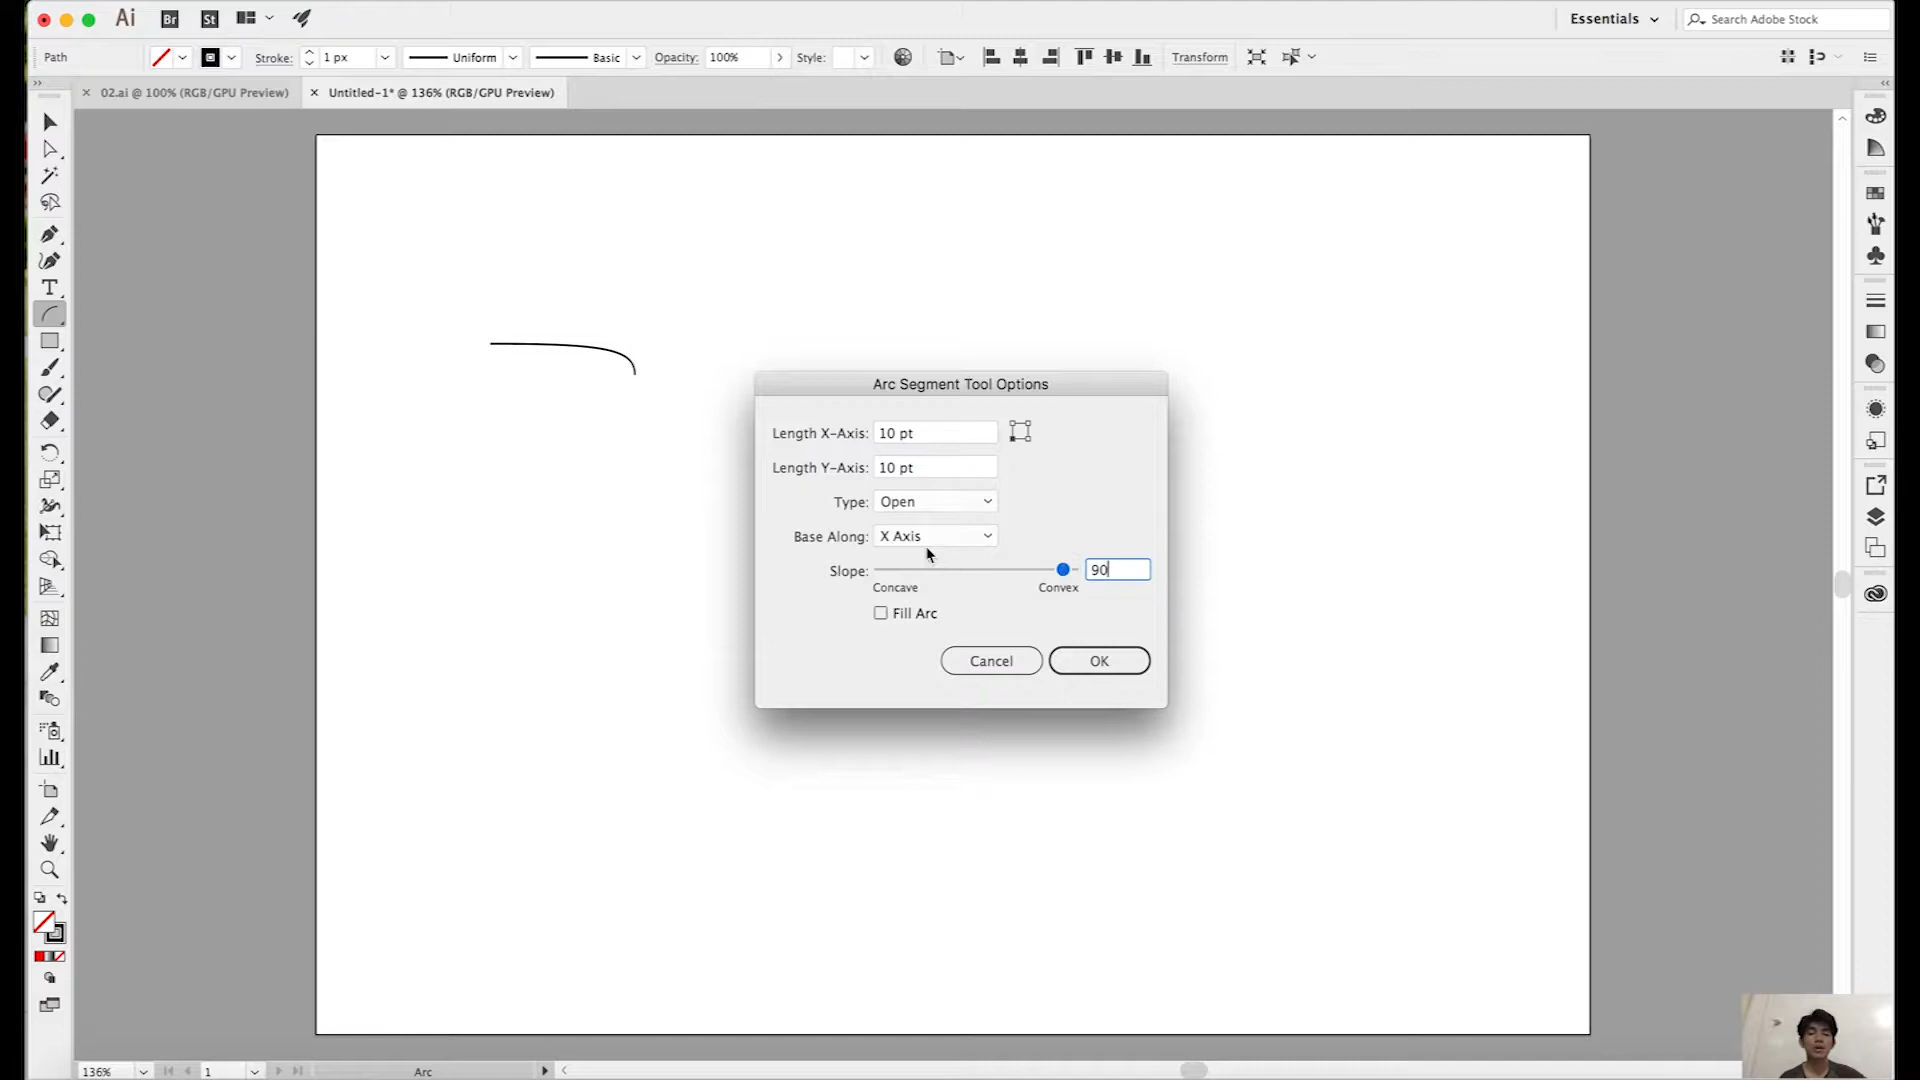 Ai Br St Essentials Search Adobe Stock
Path Stroke: 1 px Uniform Basic Opacity: 100% Style: Transform
02.ai @ 100% (RGB/GPU Preview) Untitled-1* @ 136% (RGB/GPU Preview)
Arc Segment Tool Options
Length X-Axis: 10 pt
Length Y-Axis: 10 pt
Type: Open
Base Along: X Axis
Slope: 90
Concave Convex
Fill Arc
Cancel OK
136% 1 Arc